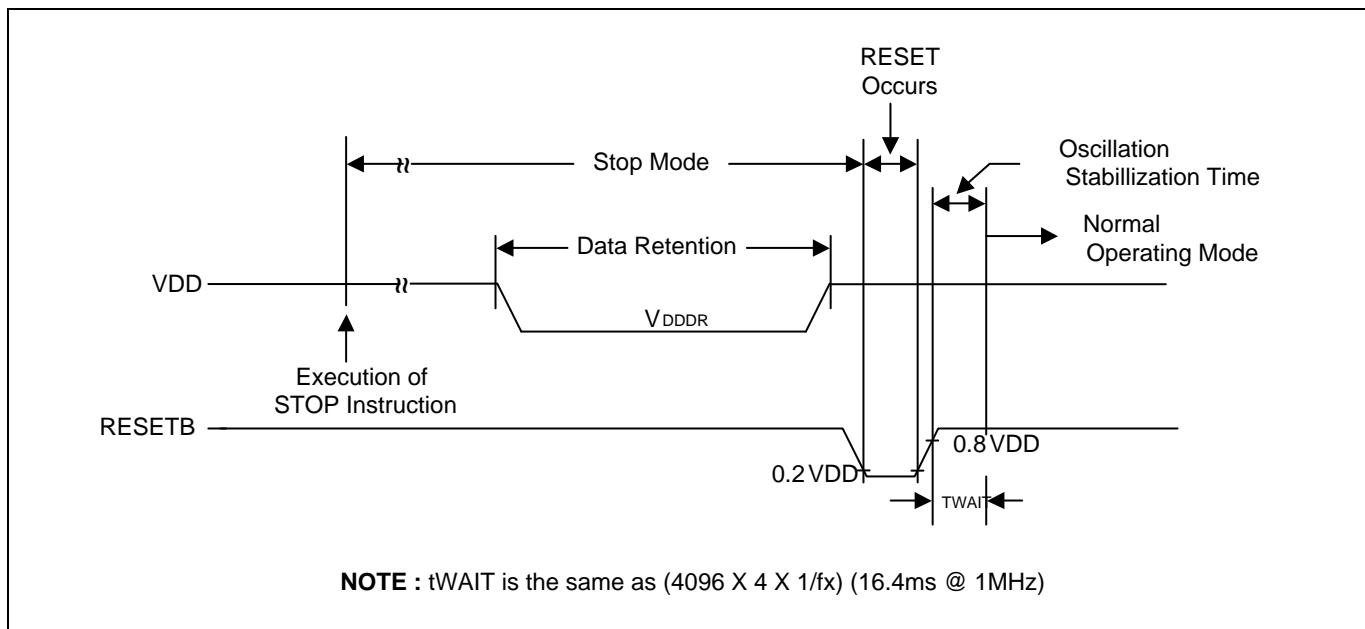 RESET
Occurs
Stop Mode
Oscillation
Stabillization Time
Normal
Operating Mode
Data Retention
VDD
VDDDR
Execution of
STOP Instruction
RESETB
0.8 VDD
0.2 VDD
TWAIT
NOTE : tWAIT is the same as (4096 X 4 X 1/fx) (16.4ms @ 1MHz)